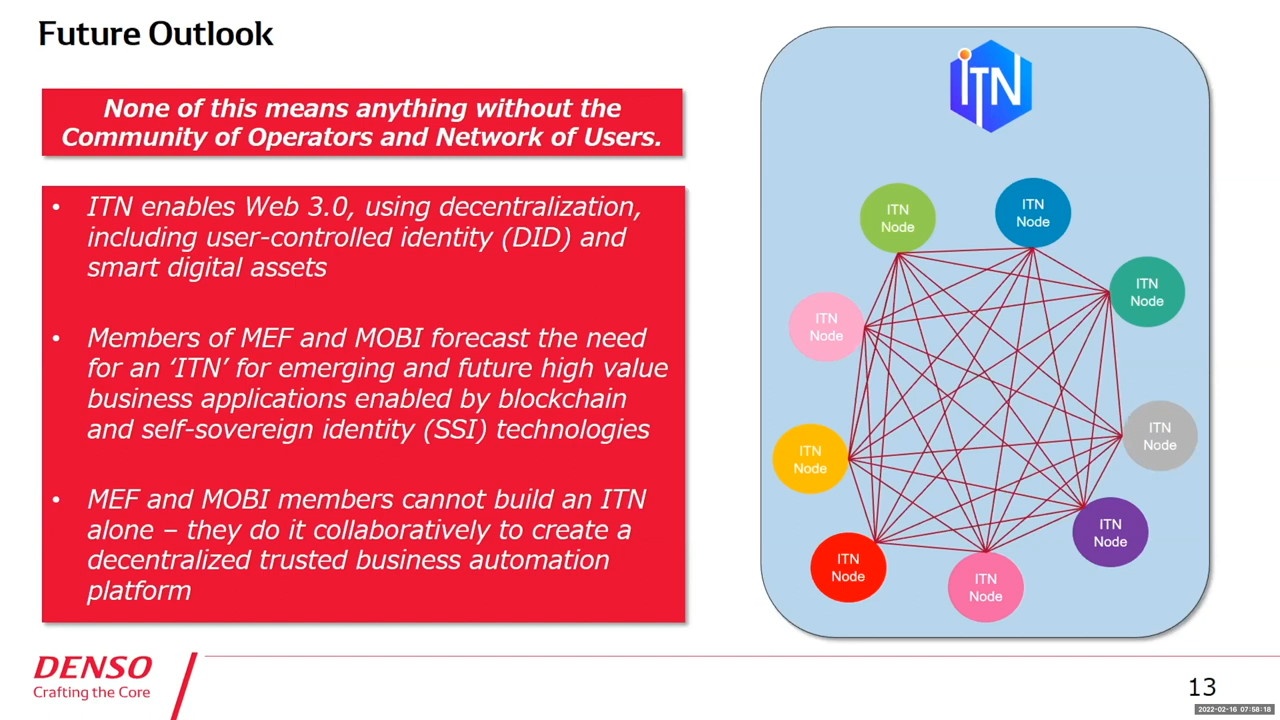 Future Outlook
None of this means anything without the
Community of Operators and Network of Users.
• ITN enables Web 3.0, using decentralization,
including user-controlled identity (DID) and
smart digital assets
• Members of MEF and MOBI forecast the need
for an ‘ITN’ for emerging and future high value
business applications enabled by blockchain
and self-sovereign identity (SSI) technologies
• MEF and MOBI members cannot build an ITN
alone – they do it collaboratively to create a
decentralized trusted business automation
platform
ITN
ITN
Node
ITN
Node
ITN
Node
ITN
Node
ITN
Node
ITN
Node
ITN
Node
ITN
Node
ITN
Node
DENSO
Crafting the Core
13
2022-02-16 07:58:18